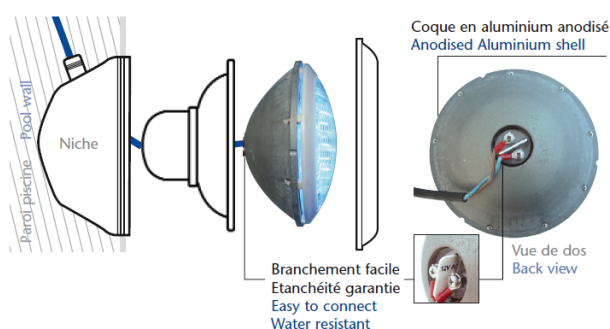 Coque en aluminium anodisé
Anodised Aluminium shell
Paroi piscine
Pool wall
Niche
Vue de dos
Back view
Branchement facile
Etanchéité garantie
Easy to connect
Water resistant
12V